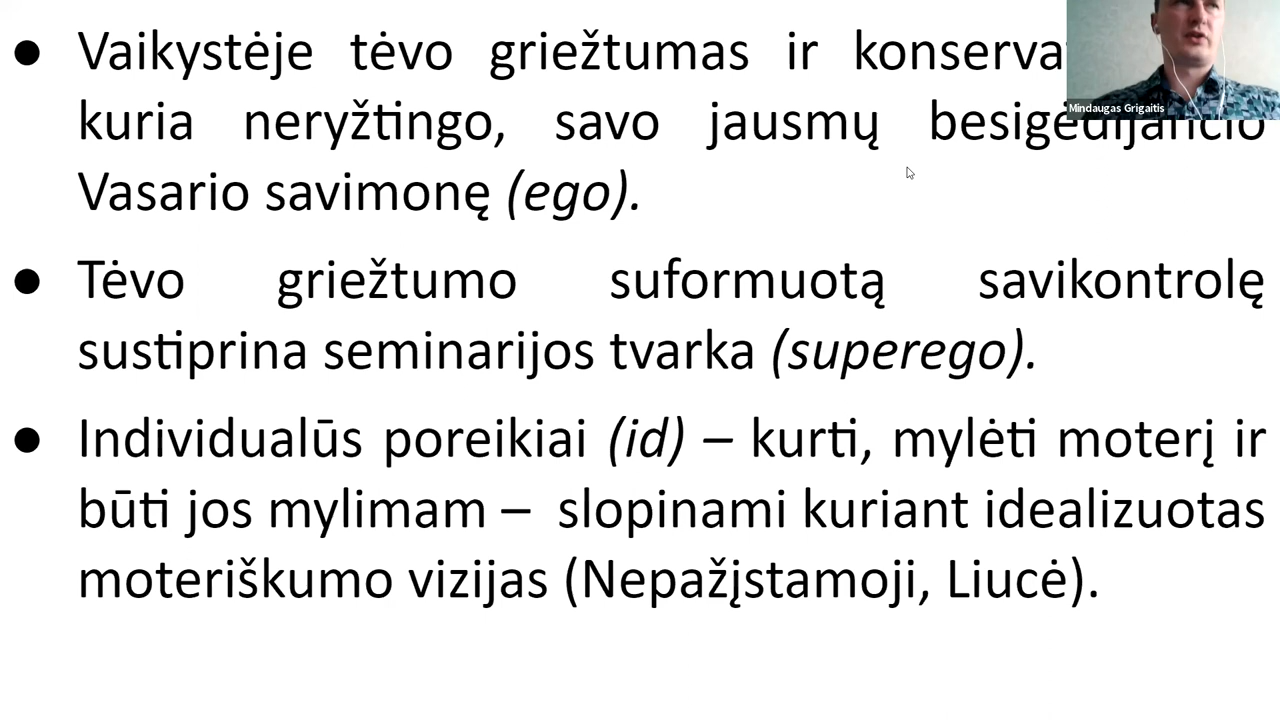 ● Vaikystėje tėvo griežtumas ir
kuria neryžtingo, savo jausmų besigėdijančio
Vasario savimonę (ego).
● Tėvo griežtumo suformuotą savikontrolę
sustiprina seminarijos tvarka (superego).
● Individualūs poreikiai (id) – kurti, mylėti moterį ir
būti jos mylimam – slopinami kuriant idealizuotas
moteriškumo vizijas (Nepažįstamoji, Liucė).
Mindaugas Grigaitis